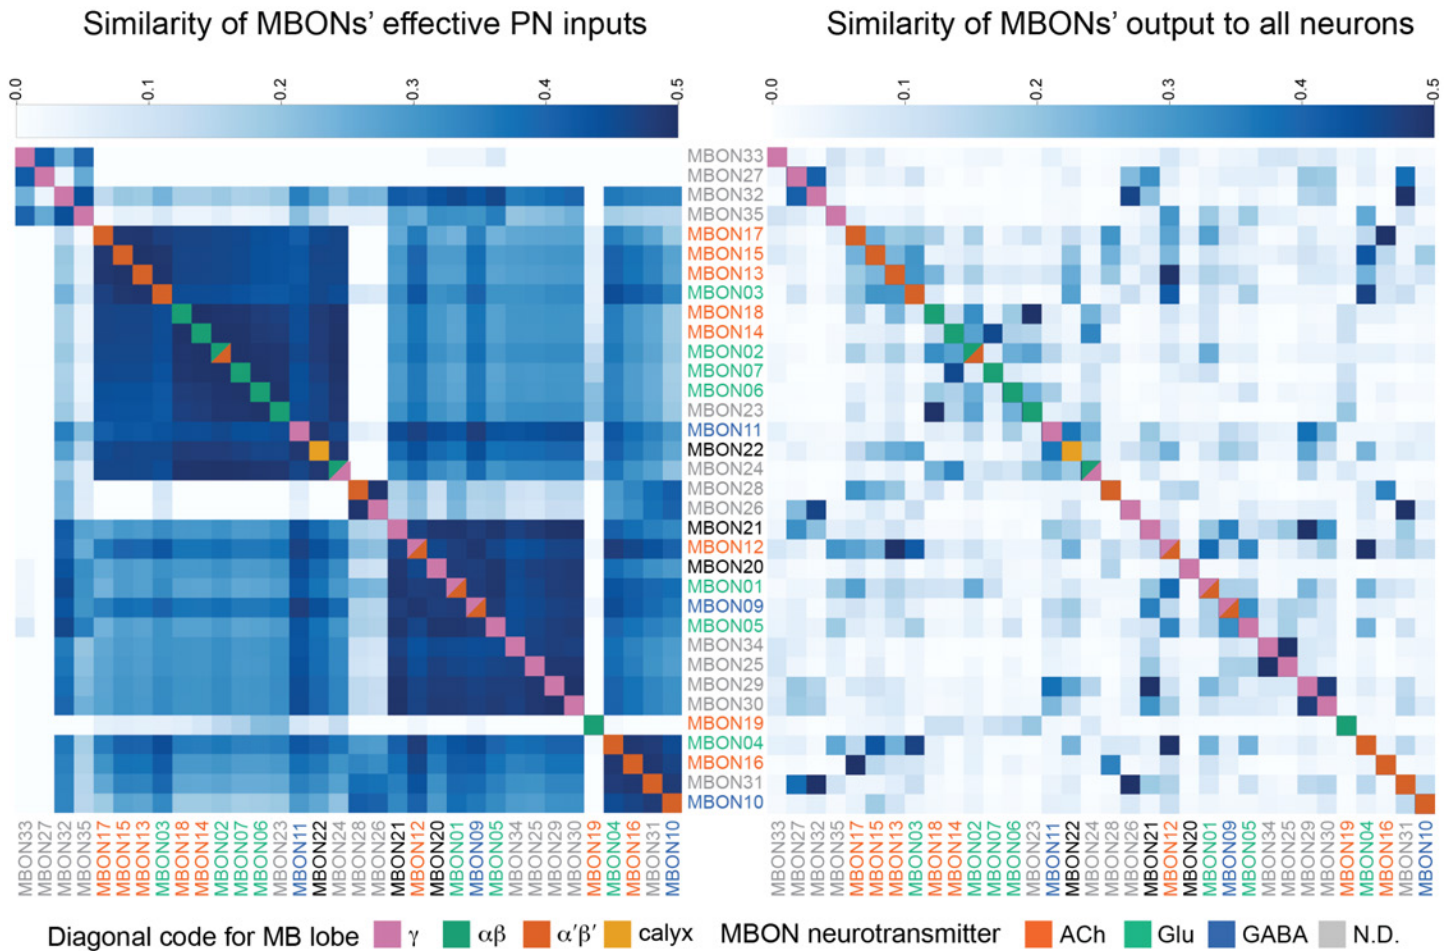 Similarity of MBONs' effective PN inputs
Similarity of MBONs' output to all neurons
0.0 0.1 0.2 0.3 0.4 0.5
0.0 0.1 0.2 0.3 0.4 0.5
MBON33
MBON27
MBON32
MBON35
MBON17
MBON15
MBON13
MBON03
MBON18
MBON14
MBON02
MBON07
MBON06
MBON23
MBON11
MBON22
MBON24
MBON28
MBON26
MBON21
MBON12
MBON20
MBON01
MBON09
MBON05
MBON34
MBON25
MBON29
MBON30
MBON19
MBON04
MBON16
MBON31
MBON10
MBON33 MBON27 MBON32 MBON35 MBON17 MBON15 MBON13 MBON03 MBON18 MBON14 MBON02 MBON07 MBON06 MBON23 MBON11 MBON22 MBON24 MBON28 MBON26 MBON21 MBON12 MBON20 MBON01 MBON09 MBON05 MBON34 MBON25 MBON29 MBON30 MBON19 MBON04 MBON16 MBON31 MBON10
MBON33 MBON27 MBON32 MBON35 MBON17 MBON15 MBON13 MBON03 MBON18 MBON14 MBON02 MBON07 MBON06 MBON23 MBON11 MBON22 MBON24 MBON28 MBON26 MBON21 MBON12 MBON20 MBON01 MBON09 MBON05 MBON34 MBON25 MBON29 MBON30 MBON19 MBON04 MBON16 MBON31 MBON10
Diagonal code for MB lobe γ αβ α'β' calyx MBON neurotransmitter ACh Glu GABA N.D.